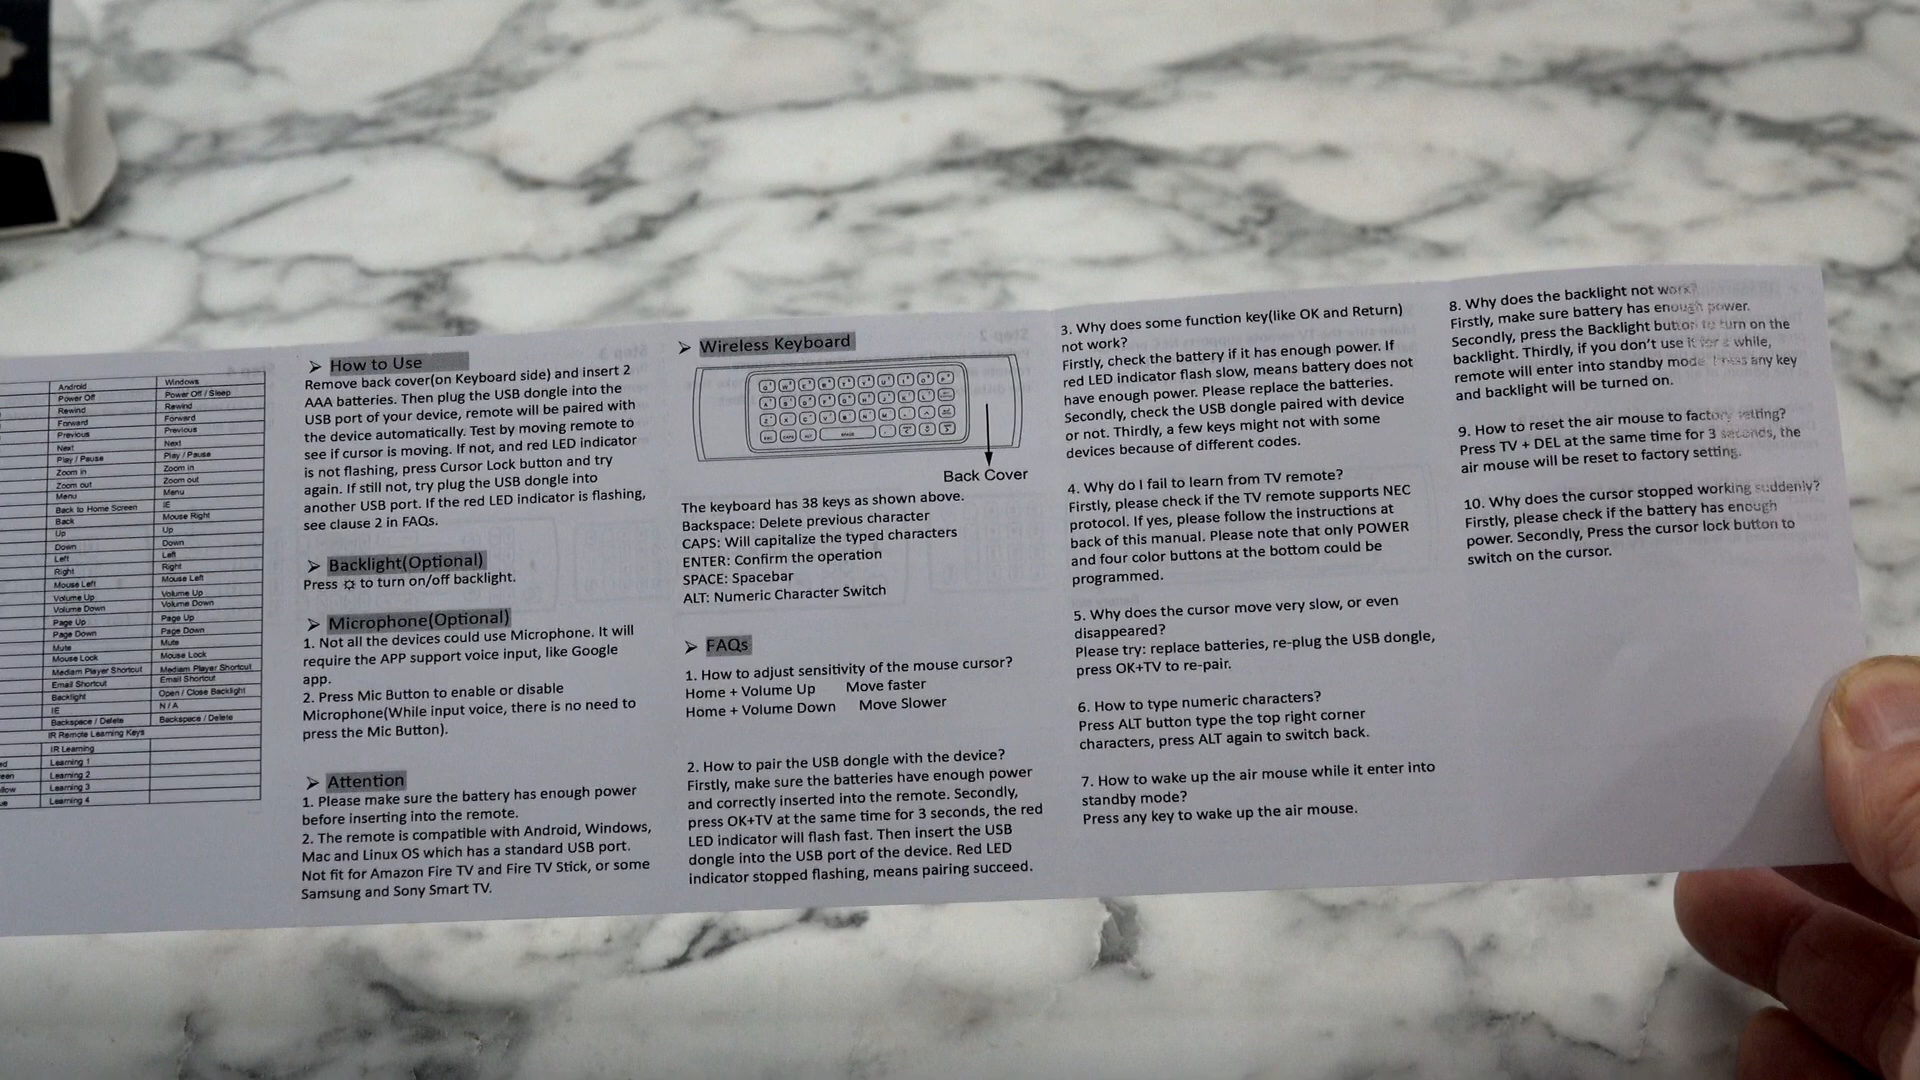 Android Windows
Power Off Power Off / Sleep
Rewind Rewind
Forward Forward
Previous Previous
Next Next
Play / Pause Play / Pause
Zoom in Zoom in
Zoom out Zoom out
Menu Menu
Back to Home Screen IE
Back Mouse Right
Up Up
Down Down
Left Left
Right Right
Mouse Left Mouse Left
Volume Up Volume Up
Volume Down Volume Down
Page Up Page Up
Page Down Page Down
Mute Mute
Mouse Lock Mouse Lock
Mediam Player Shortcut Mediam Player Shortcut
Email Shortcut Email Shortcut
Backlight Open / Close Backlight
IE N / A
Backspace / Delete Backspace / Delete
IR Remote Learning Keys
IR Learning
Learning 1
Learning 2
Learning 3
Learning 4
➢ How to Use
Remove back cover(on Keyboard side) and insert 2
AAA batteries. Then plug the USB dongle into the
USB port of your device, remote will be paired with
the device automatically. Test by moving remote to
see if cursor is moving. If not, and red LED indicator
is not flashing, press Cursor Lock button and try
again. If still not, try plug the USB dongle into
another USB port. If the red LED indicator is flashing,
see clause 2 in FAQs.
➢ Backlight(Optional)
Press ☼ to turn on/off backlight.
➢ Microphone(Optional)
1. Not all the devices could use Microphone. It will
require the APP support voice input, like Google
app.
2. Press Mic Button to enable or disable
Microphone(While input voice, there is no need to
press the Mic Button).
➢ Attention
1. Please make sure the battery has enough power
before inserting into the remote.
2. The remote is compatible with Android, Windows,
Mac and Linux OS which has a standard USB port.
Not fit for Amazon Fire TV and Fire TV Stick, or some
Samsung and Sony Smart TV.
➢ Wireless Keyboard
Back Cover
The keyboard has 38 keys as shown above.
Backspace: Delete previous character
CAPS: Will capitalize the typed characters
ENTER: Confirm the operation
SPACE: Spacebar
ALT: Numeric Character Switch
➢ FAQs
1. How to adjust sensitivity of the mouse cursor?
Home + Volume Up Move faster
Home + Volume Down Move Slower
2. How to pair the USB dongle with the device?
Firstly, make sure the batteries have enough power
and correctly inserted into the remote. Secondly,
press OK+TV at the same time for 3 seconds, the red
LED indicator will flash fast. Then insert the USB
dongle into the USB port of the device. Red LED
indicator stopped flashing, means pairing succeed.
3. Why does some function key(like OK and Return)
not work?
Firstly, check the battery if it has enough power. If
red LED indicator flash slow, means battery does not
have enough power. Please replace the batteries.
Secondly, check the USB dongle paired with device
or not. Thirdly, a few keys might not with some
devices because of different codes.
4. Why do I fail to learn from TV remote?
Firstly, please check if the TV remote supports NEC
protocol. If yes, please follow the instructions at
back of this manual. Please note that only POWER
and four color buttons at the bottom could be
programmed.
5. Why does the cursor move very slow, or even
disappeared?
Please try: replace batteries, re-plug the USB dongle,
press OK+TV to re-pair.
6. How to type numeric characters?
Press ALT button type the top right corner
characters, press ALT again to switch back.
7. How to wake up the air mouse while it enter into
standby mode?
Press any key to wake up the air mouse.
8. Why does the backlight not work?
Firstly, make sure battery has enough power.
Secondly, press the Backlight button to turn on the
backlight. Thirdly, if you don't use it for a while,
remote will enter into standby mode. Press any key
and backlight will be turned on.
9. How to reset the air mouse to factory setting?
Press TV + DEL at the same time for 3 seconds, the
air mouse will be reset to factory setting.
10. Why does the cursor stopped working suddenly?
Firstly, please check if the battery has enough
power. Secondly, Press the cursor lock button to
switch on the cursor.